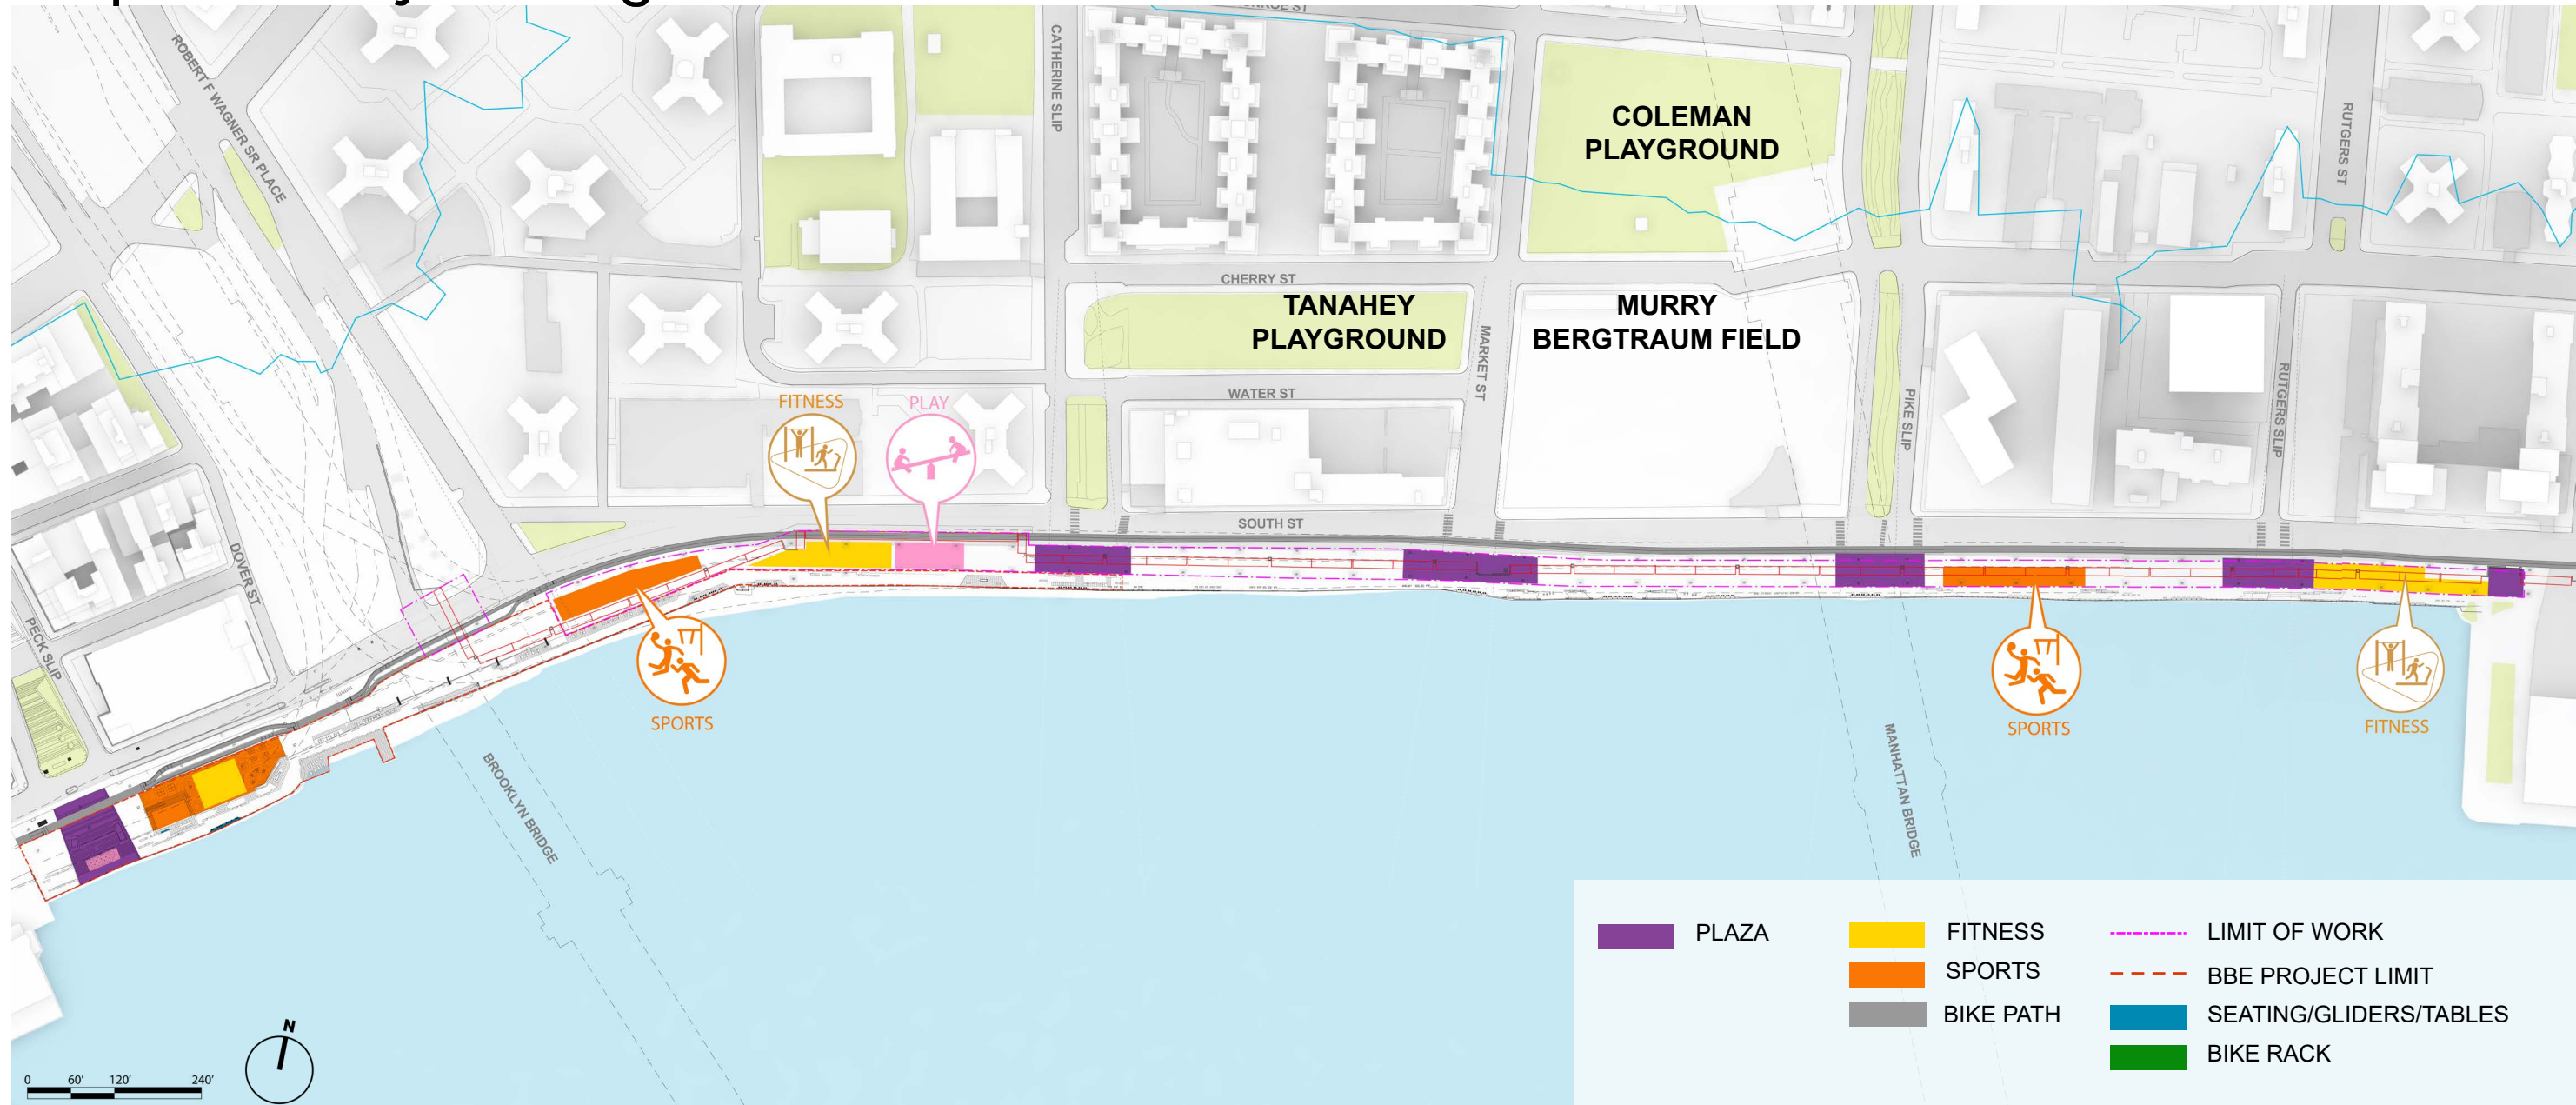 ROBERT F WAGNER SR PLACE
CATHERINE SLIP
COLEMAN
PLAYGROUND
RUTGERS ST
CHERRY ST
TANAHEY
PLAYGROUND
MURRY
BERGTRAUM FIELD
MARKET ST
WATER ST
PIKE SLIP
RUTGERS SLIP
FITNESS
PLAY
SOUTH ST
DOVER ST
PECK SLIP
SPORTS
SPORTS
FITNESS
BROOKLYN BRIDGE
MANHATTAN BRIDGE
PLAZA
FITNESS
SPORTS
BIKE PATH
LIMIT OF WORK
BBE PROJECT LIMIT
SEATING/GLIDERS/TABLES
BIKE RACK
N
0 60' 120' 240'